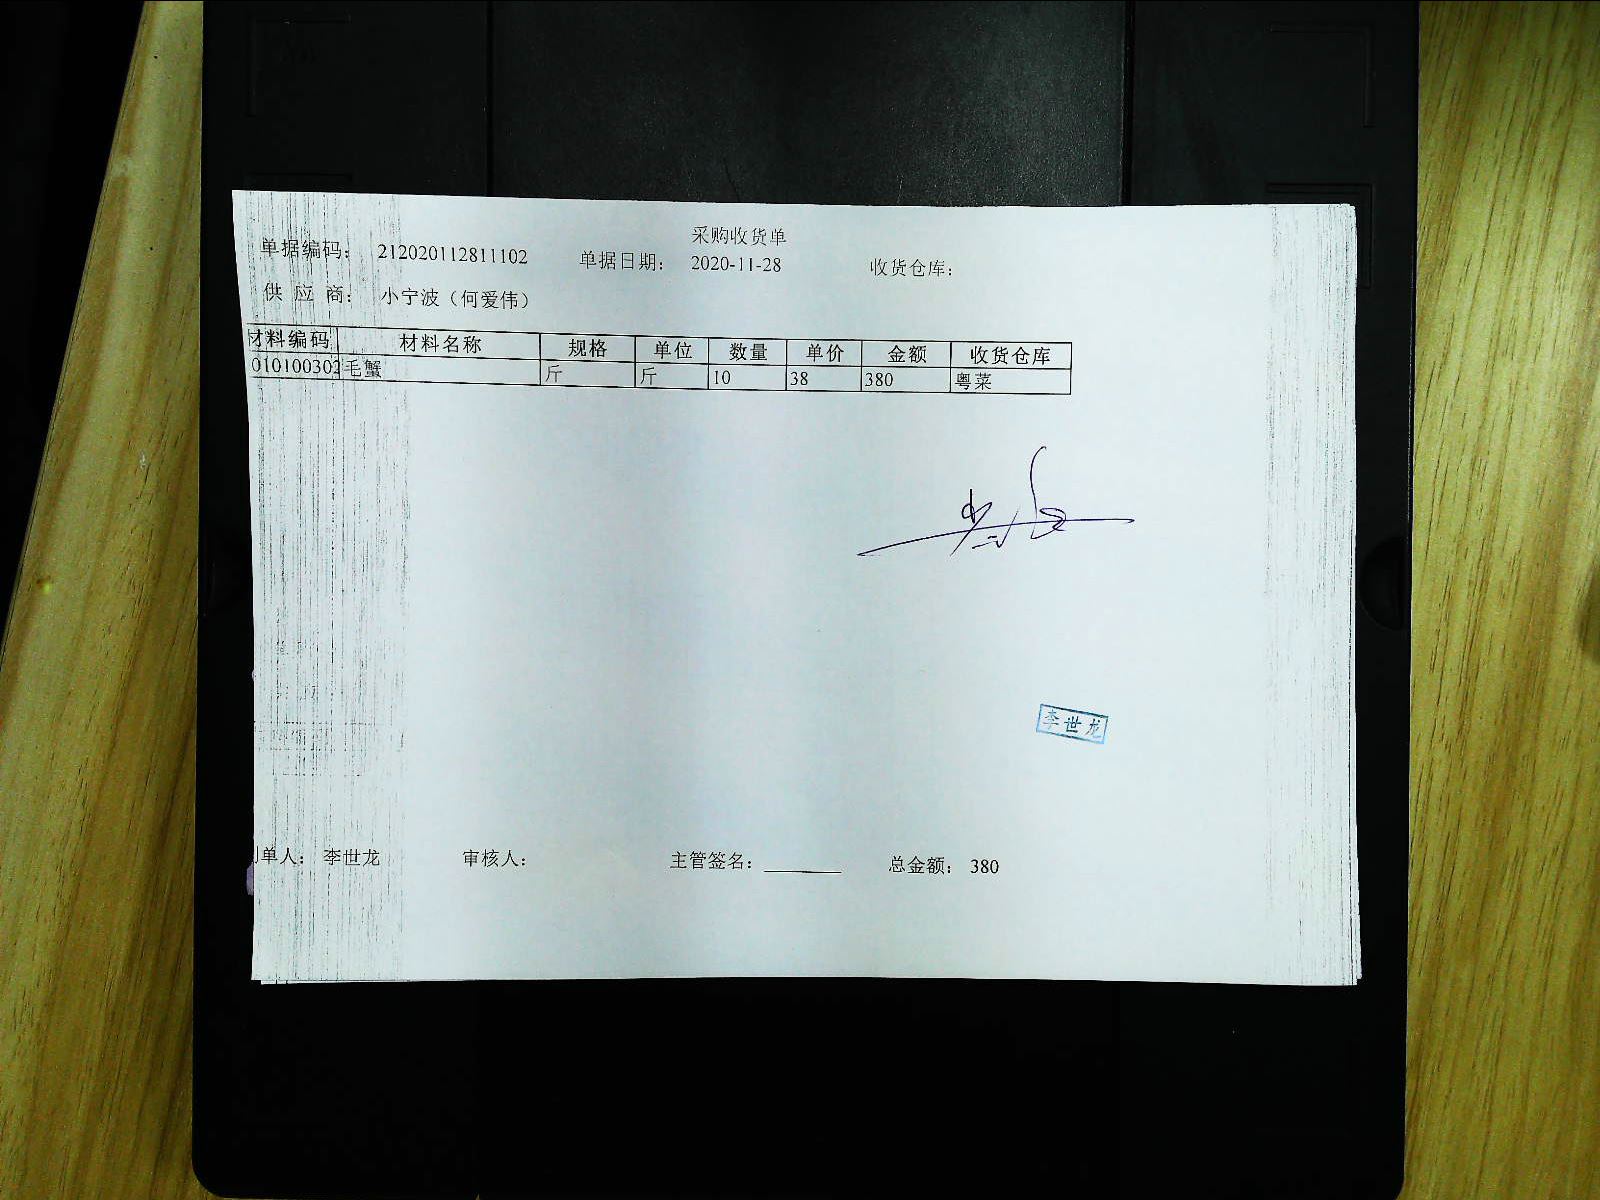 采购收货单
单据编码： 212020112811102 单据日期： 2020-11-28 收货仓库：
供 应 商： 小宁波（何爱伟）
材料编码 材料名称 规格 单位 数量 单价 金额 收货仓库
010100302 毛蟹 斤 斤 10 38 380 粤菜
李世龙
制单人： 李世龙 审核人： 主管签名： 总金额： 380